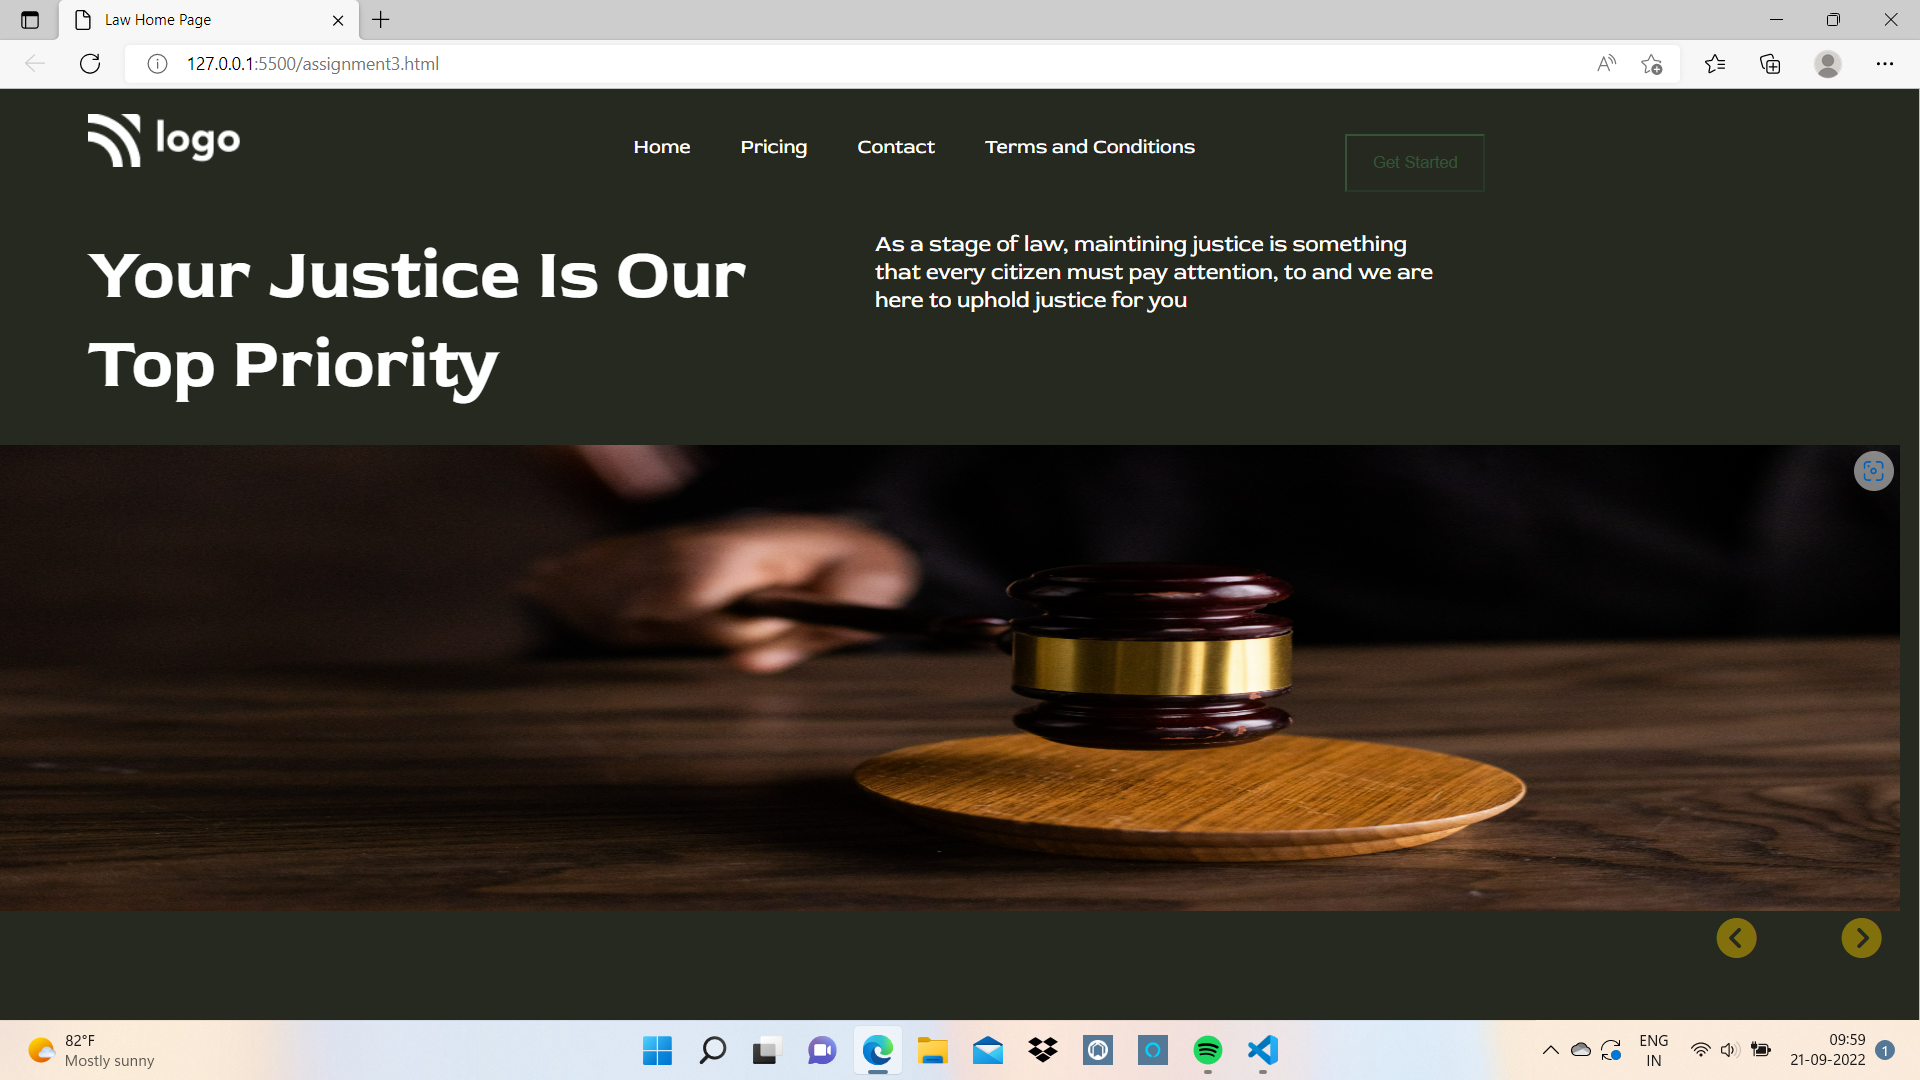 Law Home Page
127.0.0.1:5500/assignment3.html
logo
Home Pricing Contact Terms and Conditions
Get Started
Your Justice Is Our
Top Priority
As a stage of law, maintining justice is something
that every citizen must pay attention, to and we are
here to uphold justice for you
82°F
Mostly sunny
ENG
IN
09:59
21-09-2022
1